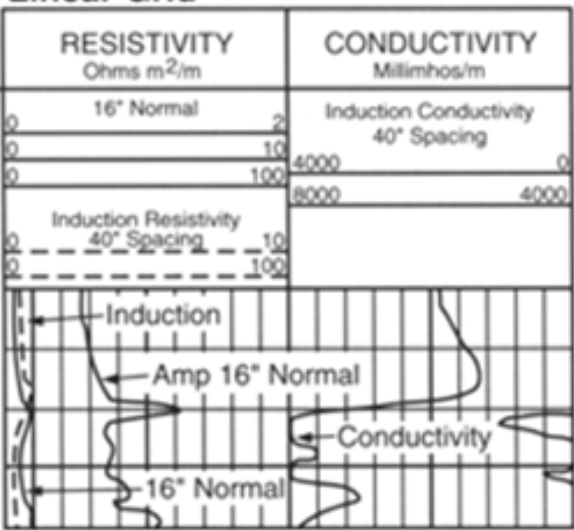 RESISTIVITY
Ohms m2/m
CONDUCTIVITY
Millimhos/m
16" Normal
0 2
0 10
0 100
Induction Resistivity
40" Spacing
0 10
0 100
Induction Conductivity
40" Spacing
4000 0
8000 4000
Induction
Amp 16" Normal
Conductivity
16" Normal